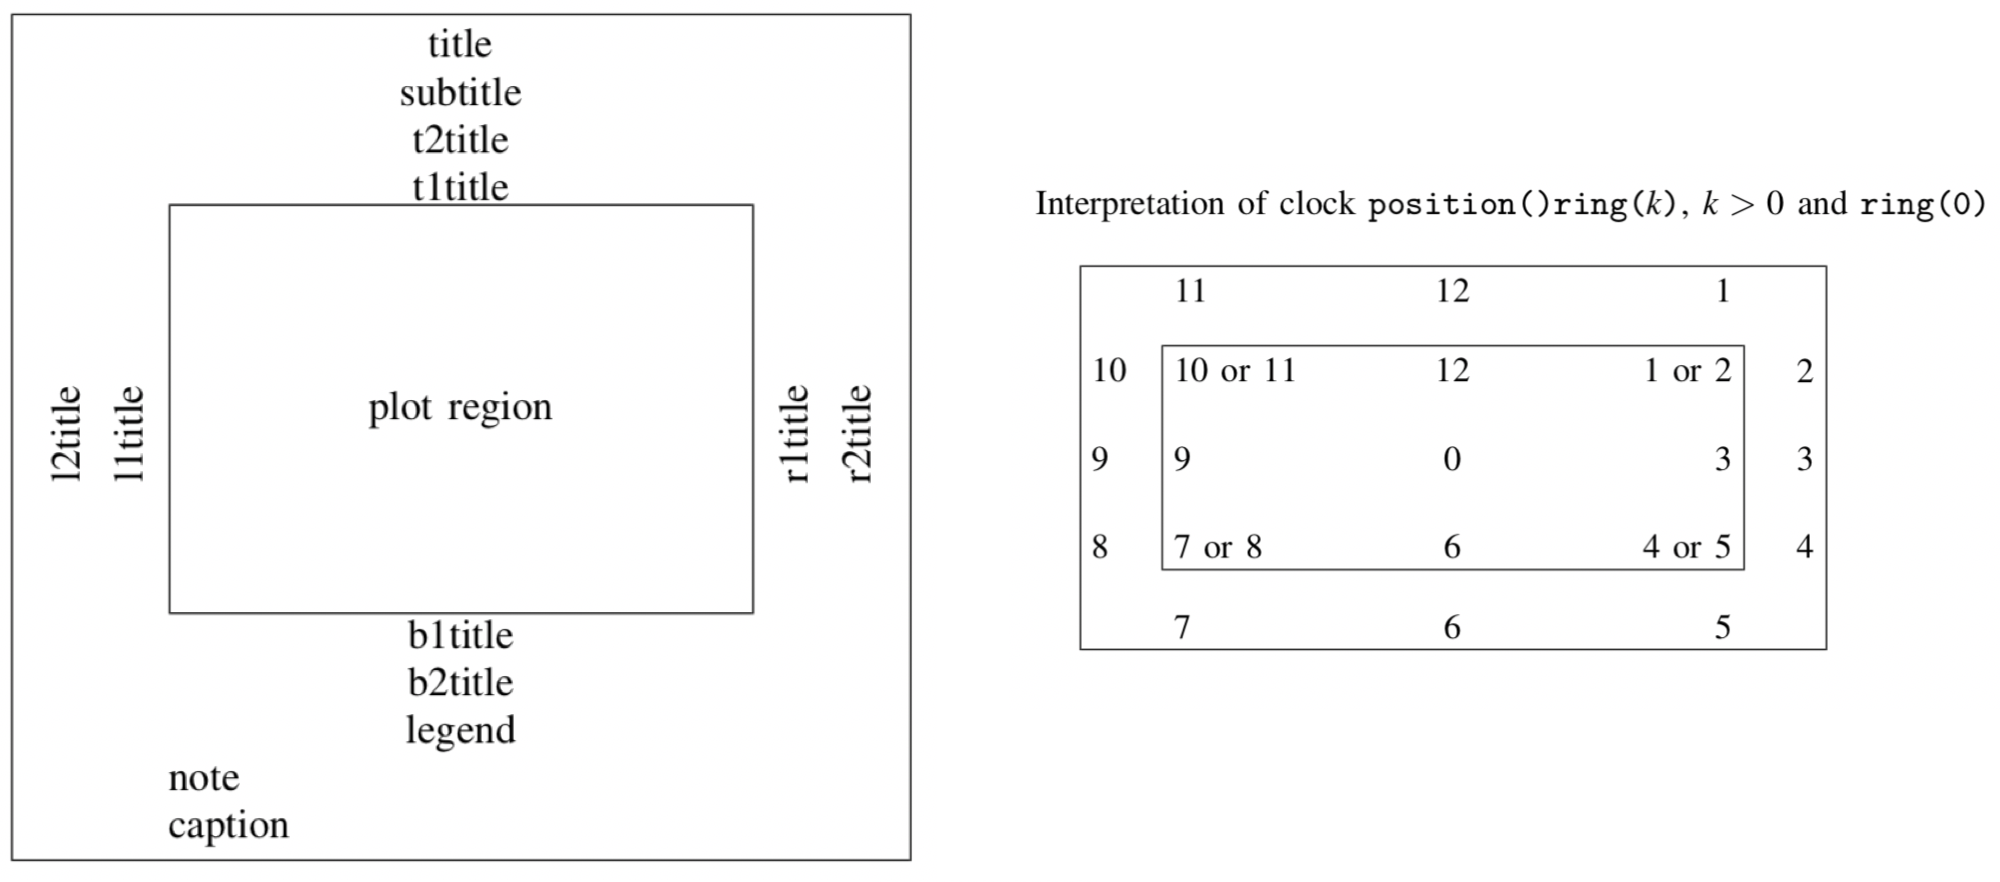 title
subtitle
t2title
t1title
l2title
l1title
plot region
r1title
r2title
b1title
b2title
legend
note
caption
Interpretation of clock position()ring(k), k > 0 and ring(0)
11 12 1
10 10 or 11 12 1 or 2 2
9 9 0 3 3
8 7 or 8 6 4 or 5 4
7 6 5